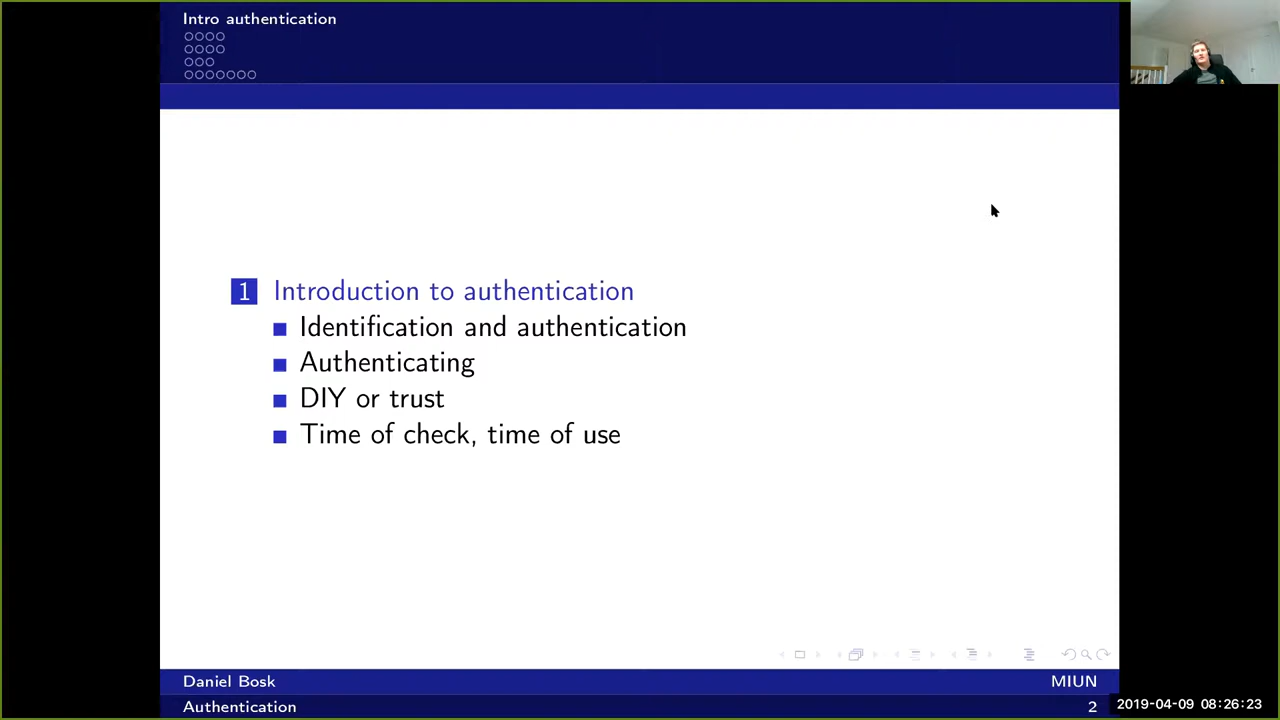 Intro authentication
1 Introduction to authentication
Identification and authentication
Authenticating
DIY or trust
Time of check, time of use
Daniel Bosk MIUN
Authentication 2
2019-04-09 08:26:23